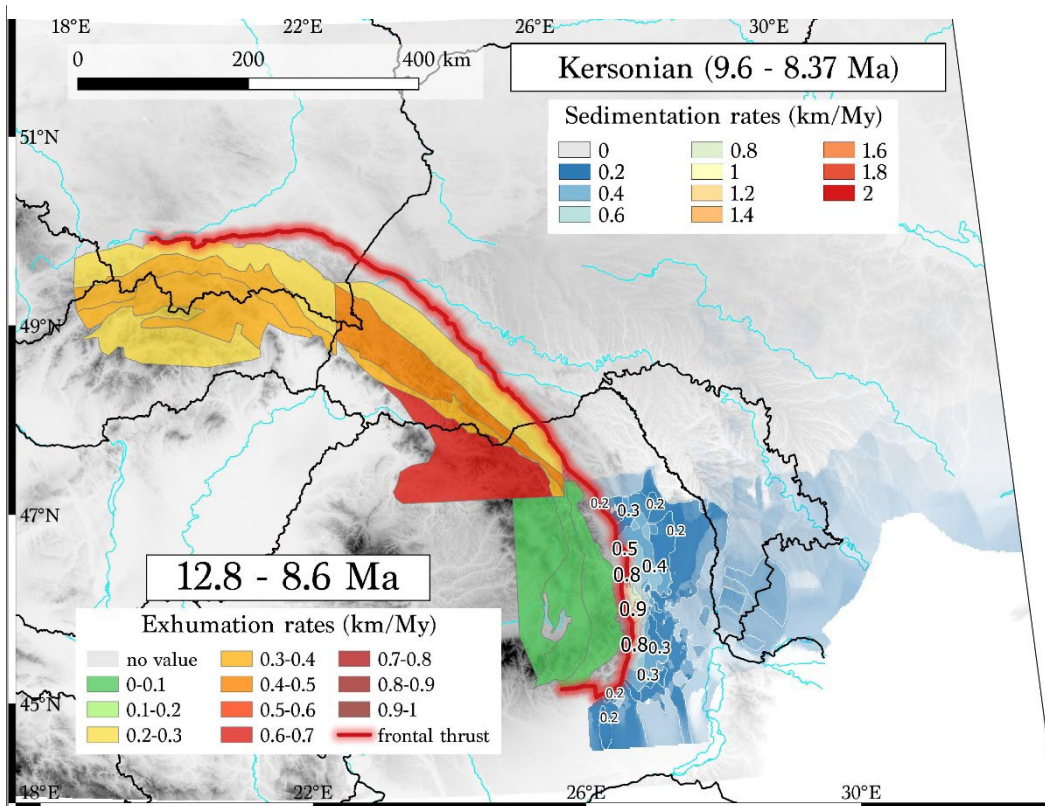 18°E 22°E 26°E 30°E
0 200 400 km
Kersonian (9.6 - 8.37 Ma)
Sedimentation rates (km/My)
0 0.8 1.6
0.2 1 1.8
0.4 1.2 2
0.6 1.4
51°N
49°N
47°N
45°N
0.2 0.3 0.2
0.2
0.5
0.8 0.4
0.9
0.8 0.3
0.3
0.2
0.2
12.8 - 8.6 Ma
Exhumation rates (km/My)
no value 0.3-0.4 0.7-0.8
0-0.1 0.4-0.5 0.8-0.9
0.1-0.2 0.5-0.6 0.9-1
0.2-0.3 0.6-0.7 frontal thrust
18°E 22°E 26°E 30°E